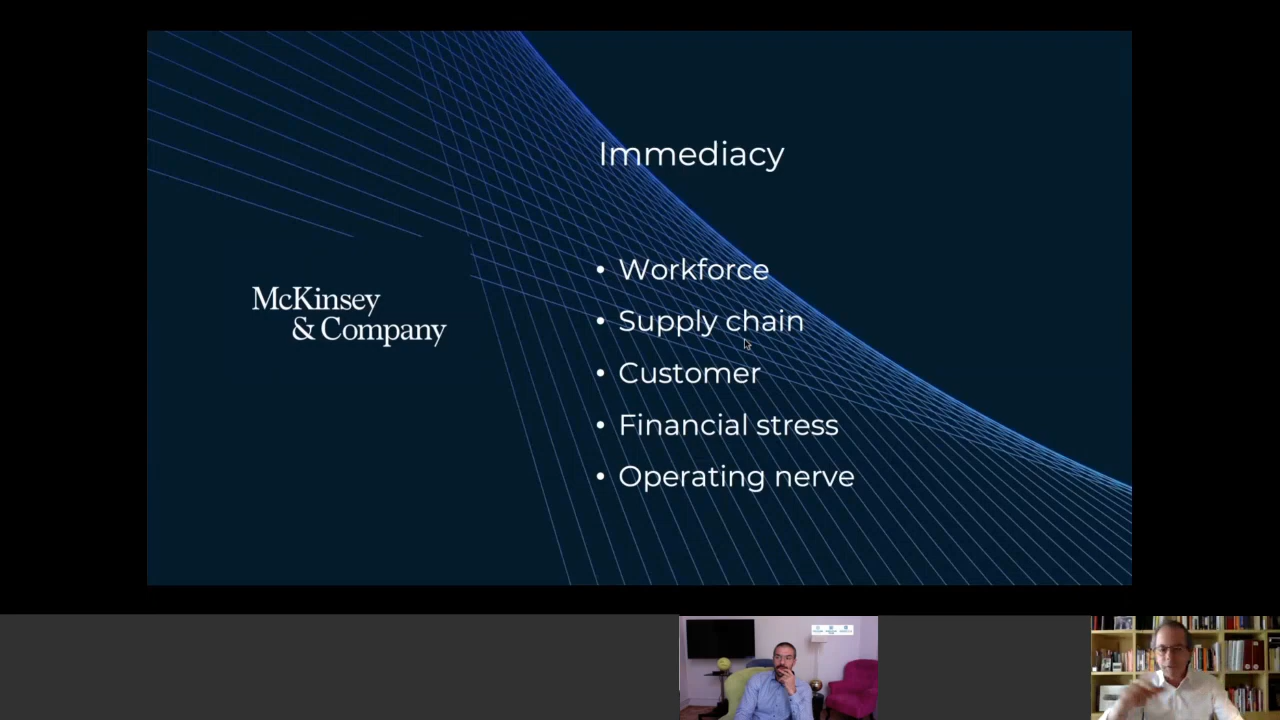 Immediacy
McKinsey
& Company
• Workforce
• Supply chain
• Customer
• Financial stress
• Operating nerve